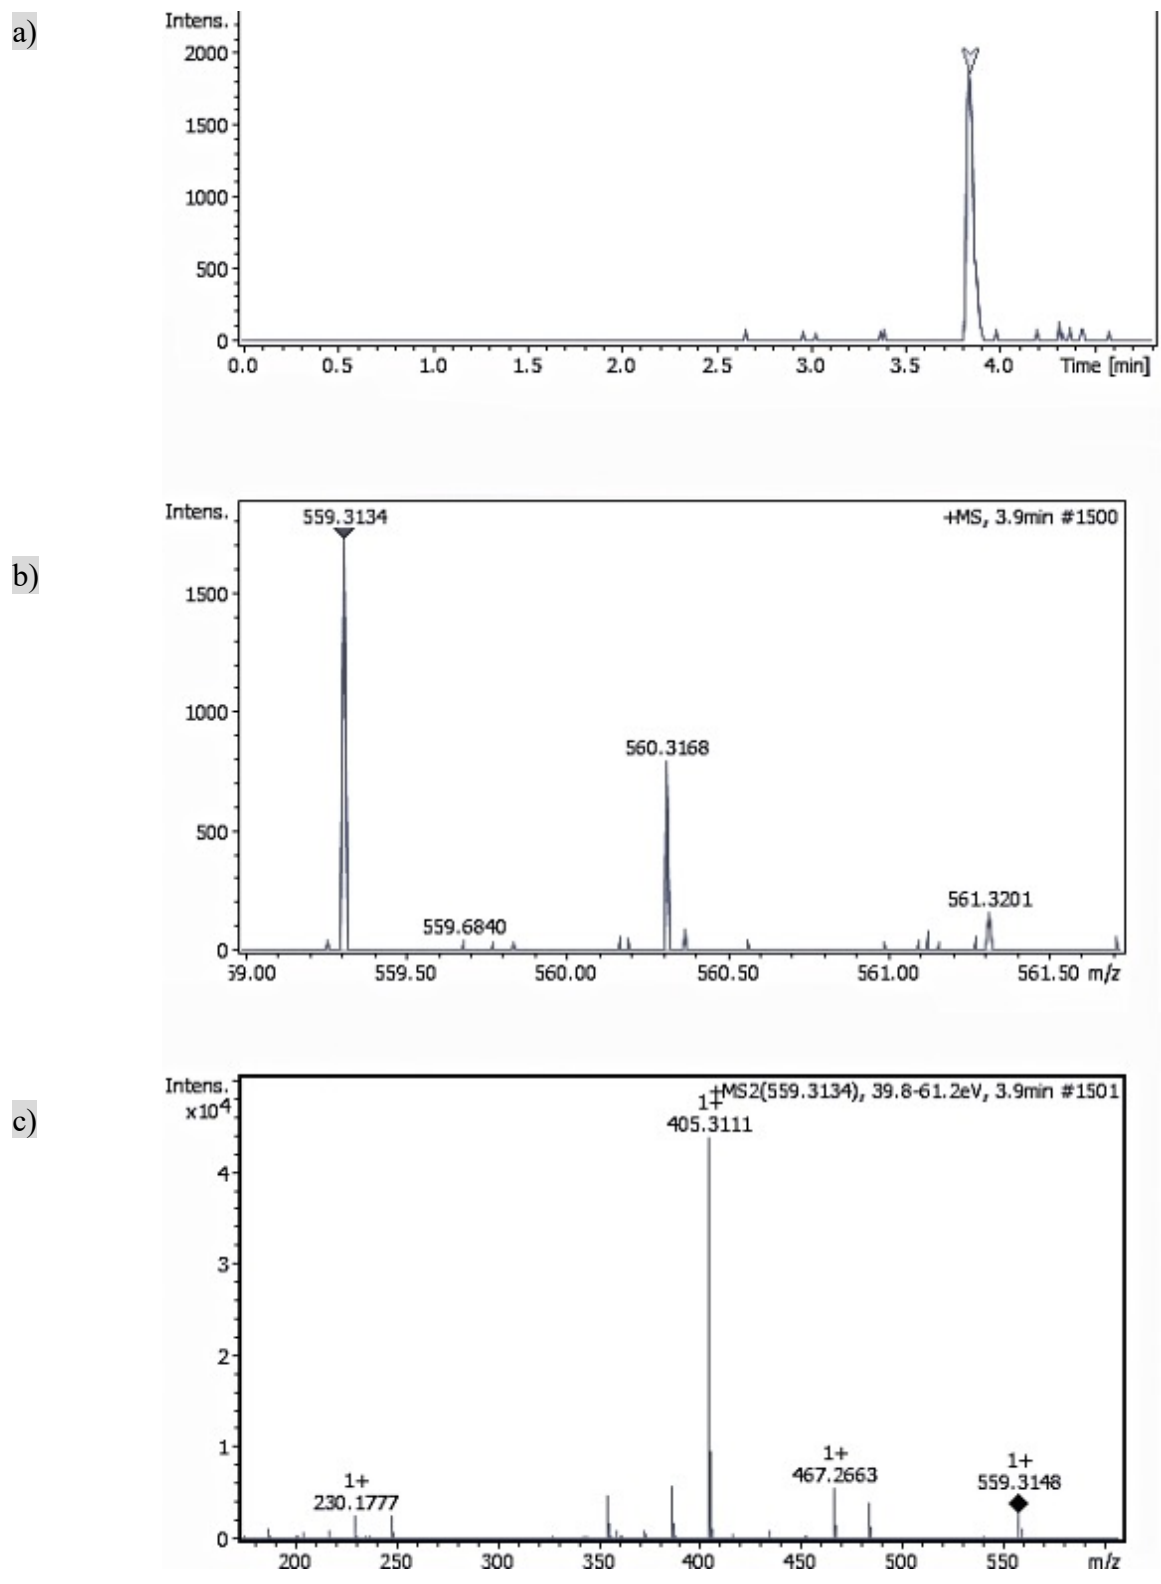 a)
Intens.
2000
1500
1000
500
0
0.0 0.5 1.0 1.5 2.0 2.5 3.0 3.5 4.0 Time [min]
b)
Intens.
559.3134
+MS, 3.9min #1500
1500
1000
560.3168
500
559.6840
561.3201
0
59.00 559.50 560.00 560.50 561.00 561.50 m/z
c)
Intens.
x10⁴
+MS2(559.3134), 39.8-61.2eV, 3.9min #1501
1+
405.3111
4
3
2
1
1+
467.2663
1+
559.3148
1+
230.1777
0
200 250 300 350 400 450 500 550 m/z